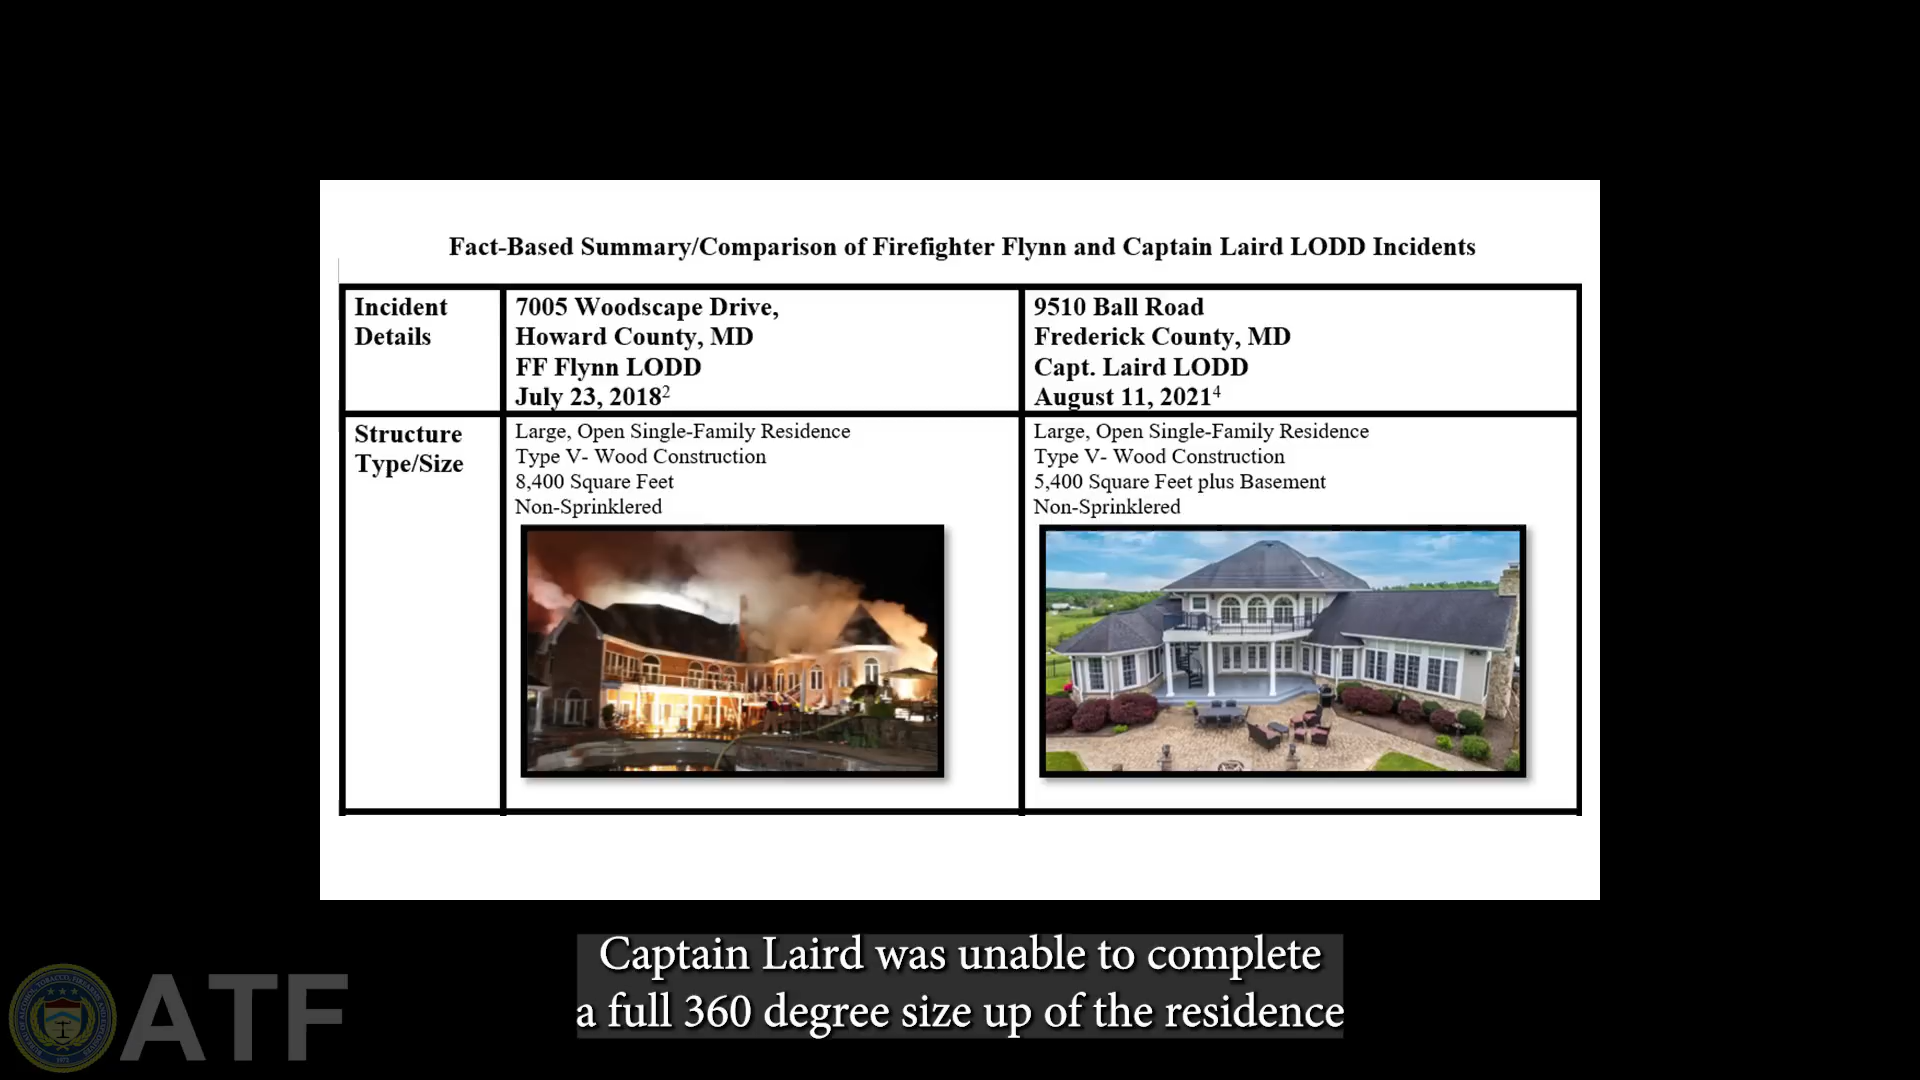 Fact-Based Summary/Comparison of Firefighter Flynn and Captain Laird LODD Incidents
Incident
Details
7005 Woodscape Drive,
Howard County, MD
FF Flynn LODD
July 23, 2018²
9510 Ball Road
Frederick County, MD
Capt. Laird LODD
August 11, 2021⁴
Structure
Type/Size
Large, Open Single-Family Residence
Type V- Wood Construction
8,400 Square Feet
Non-Sprinklered
Large, Open Single-Family Residence
Type V- Wood Construction
5,400 Square Feet plus Basement
Non-Sprinklered
Captain Laird was unable to complete
a full 360 degree size up of the residence
ATF